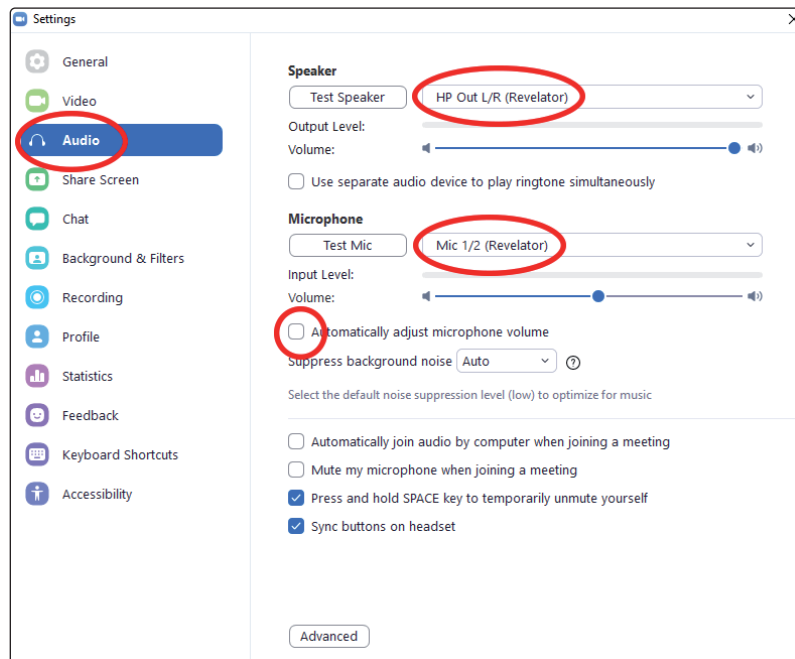 Settings
General
Video
Audio
Share Screen
Chat
Background & Filters
Recording
Profile
Statistics
Feedback
Keyboard Shortcuts
Accessibility
Speaker
Test Speaker HP Out L/R (Revelator)
Output Level:
Volume:
Use separate audio device to play ringtone simultaneously
Microphone
Test Mic Mic 1/2 (Revelator)
Input Level:
Volume:
Automatically adjust microphone volume
Suppress background noise Auto ?
Select the default noise suppression level (low) to optimize for music
Automatically join audio by computer when joining a meeting
Mute my microphone when joining a meeting
Press and hold SPACE key to temporarily unmute yourself
Sync buttons on headset
Advanced